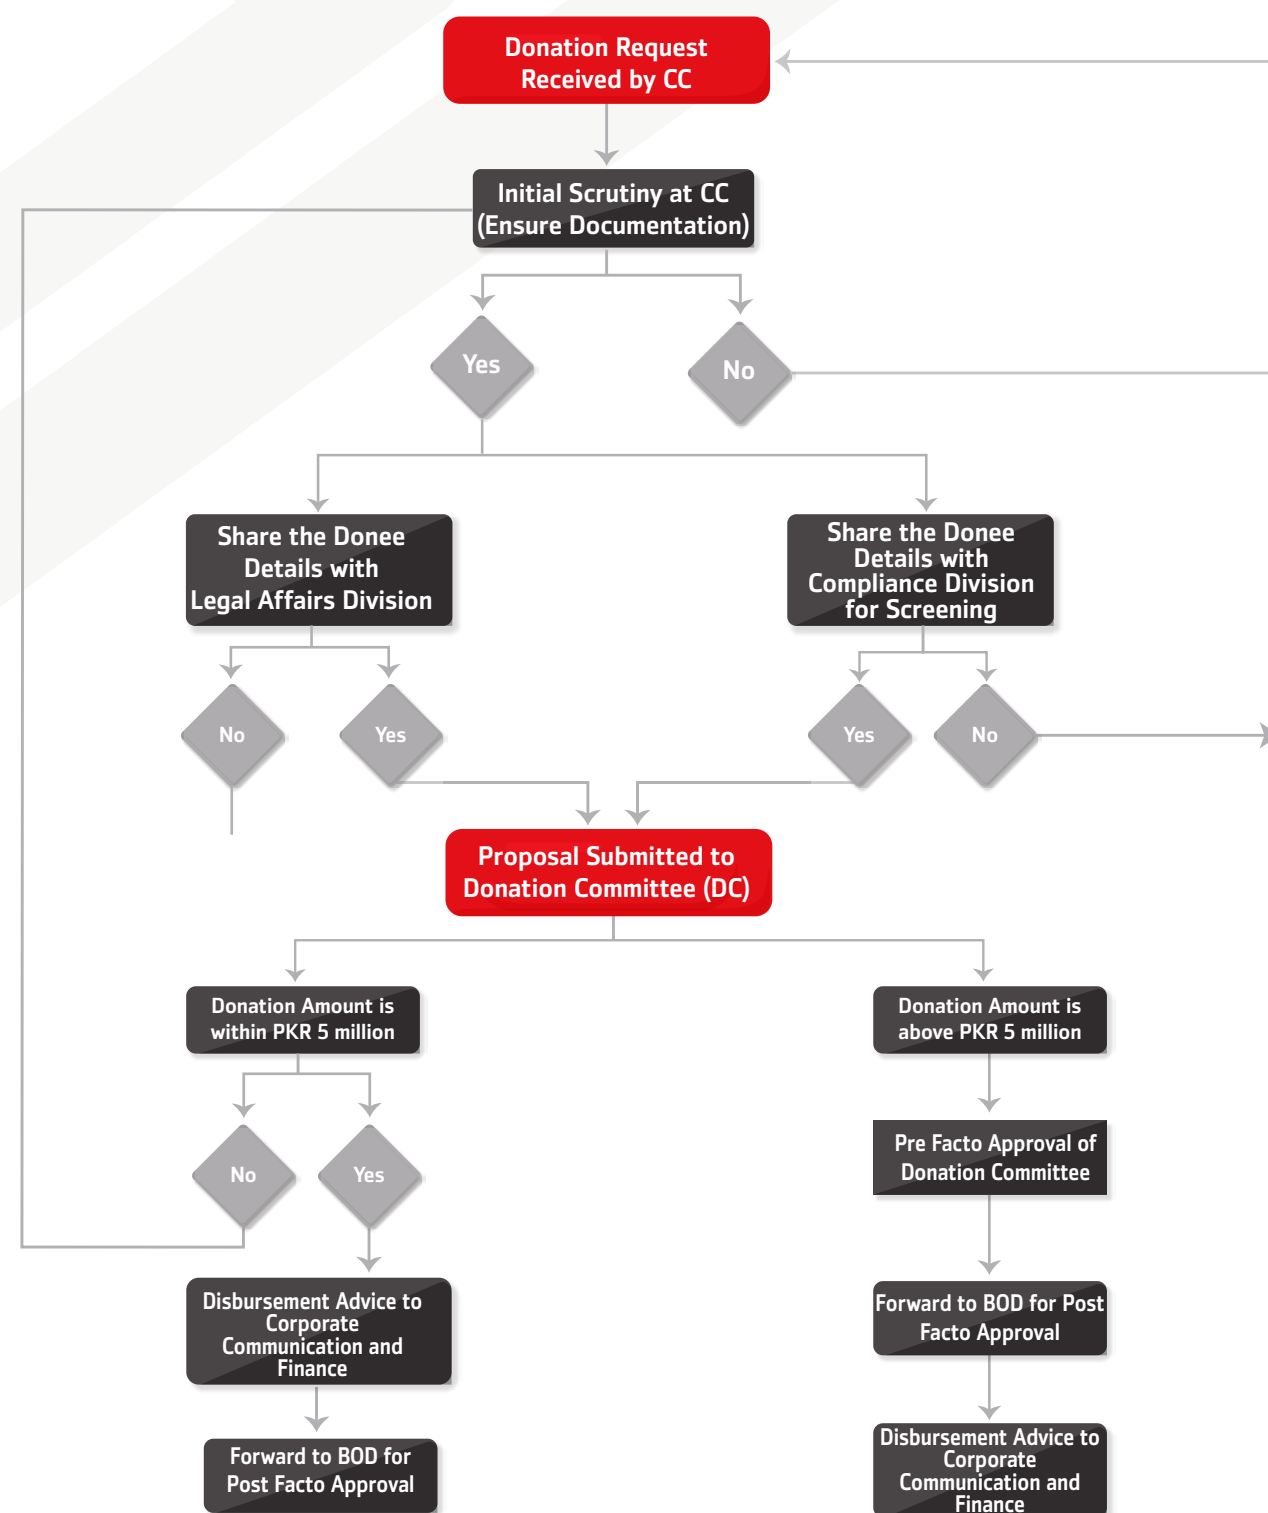 Donation Request
Received by CC
Initial Scrutiny at CC
(Ensure Documentation)
Yes
No
Share the Donee
Details with
Legal Affairs Division
Share the Donee
Details with
Compliance Division
for Screening
No
Yes
Yes
No
Proposal Submitted to
Donation Committee (DC)
Donation Amount is
within PKR 5 million
Donation Amount is
above PKR 5 million
No
Yes
Pre Facto Approval of
Donation Committee
Disbursement Advice to
Corporate
Communication and
Finance
Forward to BOD for Post
Facto Approval
Forward to BOD for
Post Facto Approval
Disbursement Advice to
Corporate
Communication and
Finance